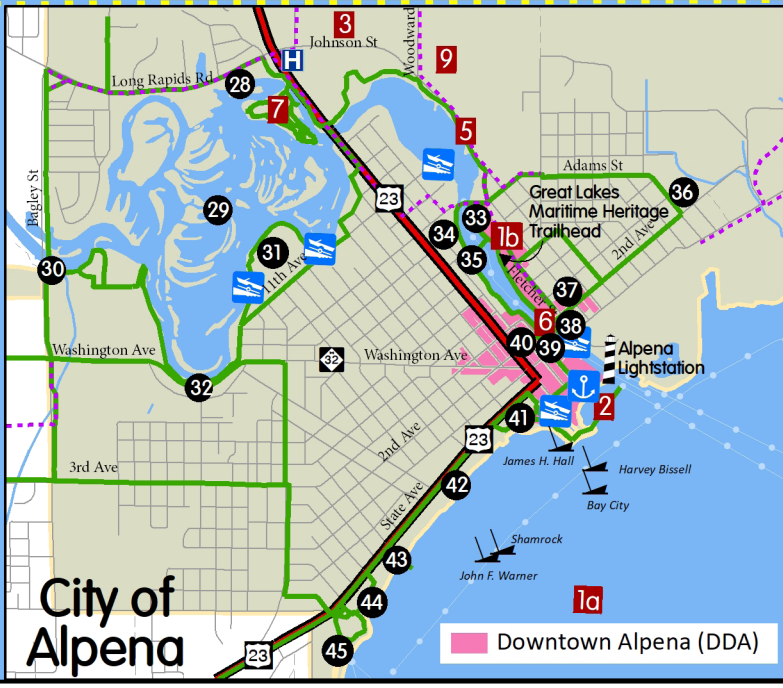 3
Johnson St
Woodward
9
H
Long Rapids Rd
28
7
5
Adams St
36
Bagley St
23
Great Lakes
Maritime Heritage
Trailhead
29
33
1b
34
2nd Ave
31
35
11th Ave
30
Fletcher S
37
6
38
40
39
Washington Ave
32
Washington Ave
Alpena
Lightstation
32
2
41
2nd Ave
23
James H. Hall
Harvey Bissell
3rd Ave
42
Bay City
State Ave
Shamrock
43
John F. Warner
City of
Alpena
44
1a
45
23
Downtown Alpena (DDA)